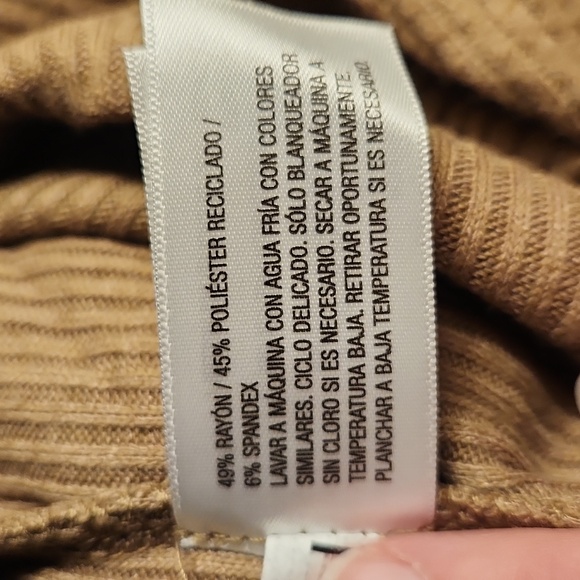 49% RAYÓN / 45% POLIÉSTER RECICLADO /
6% SPANDEX
LAVAR A MÁQUINA CON AGUA FRÍA CON COLORES
SIMILARES. CICLO DELICADO. SÓLO BLANQUEADOR
SIN CLORO SI ES NECESARIO. SECAR A MÁQUINA A
TEMPERATURA BAJA. RETIRAR OPORTUNAMENTE.
PLANCHAR A BAJA TEMPERATURA SI ES NECESARIO